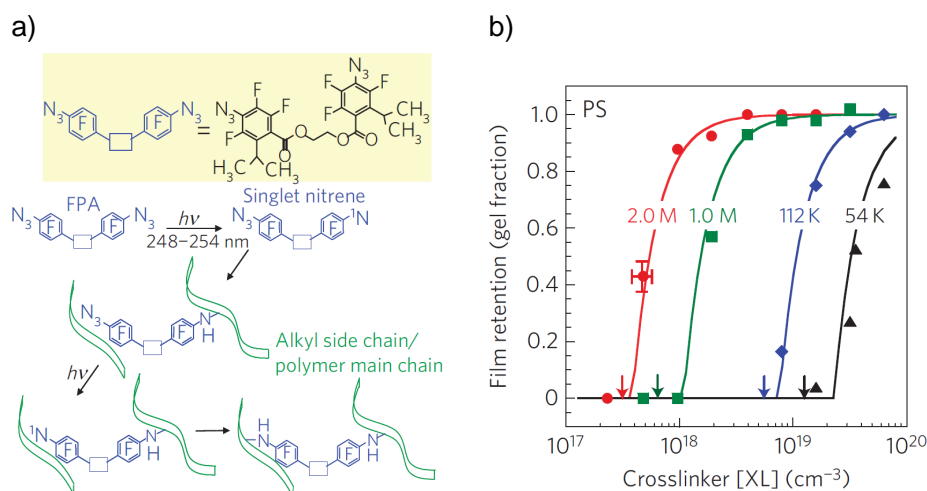 a)
N3
F
F
N3
=
N3
F
F
F
CH3
H3C
CH3
O
O
O
O
N3
F
F
F
CH3
CH3
FPA
N3
F
F
N3
hν
248–254 nm
Singlet nitrene
N3
F
F
1N
N3
F
F
N
H
Alkyl side chain/
polymer main chain
hν
1N
F
F
N
H
H
N
F
F
N
H
b)
PS
2.0 M
1.0 M
112 K
54 K
Film retention (gel fraction)
1.0
0.8
0.6
0.4
0.2
0
10^17
10^18
10^19
10^20
Crosslinker [XL] (cm^−3)